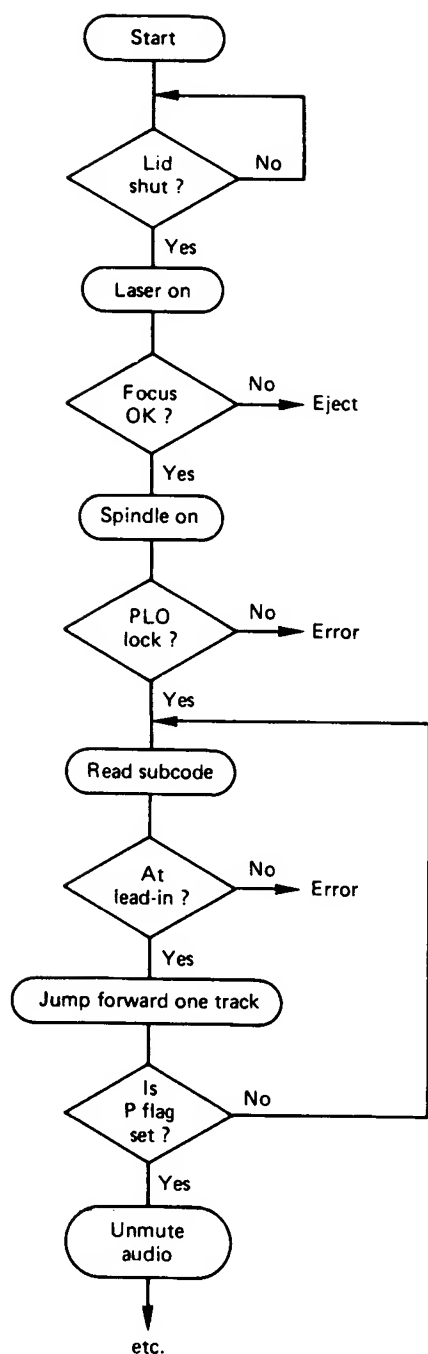 Start
Lid
shut ?
No
Yes
Laser on
Focus
OK ?
No
Eject
Yes
Spindle on
PLO
lock ?
No
Error
Yes
Read subcode
At
lead-in ?
No
Error
Yes
Jump forward one track
Is
P flag
set ?
No
Yes
Unmute
audio
etc.